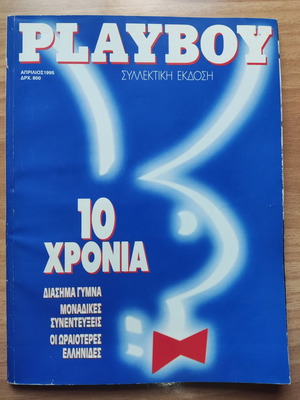 PLAYBOY
ΣΥΛΛΕΚΤΙΚΗ ΕΚΔΟΣΗ
ΑΠΡΙΛΙΟΣ 1995
ΔΡΧ. 800
10
ΧΡΟΝΙΑ
ΔΙΑΣΗΜΑ ΓΥΜΝΑ
ΜΟΝΑΔΙΚΕΣ
ΣΥΝΕΝΤΕΥΞΕΙΣ
ΟΙ ΩΡΑΙΟΤΕΡΕΣ
ΕΛΛΗΝΙΔΕΣ